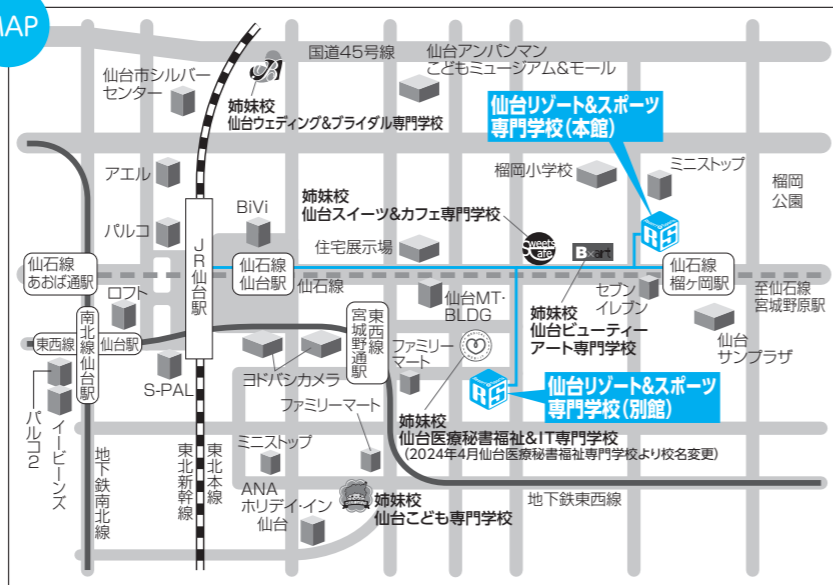 MAP
国道45号線
仙台アンパンマン
こどもミュージアム&モール
仙台市シルバー
センター
姉妹校
仙台ウェディング&ブライダル専門学校
仙台リゾート&スポーツ
専門学校(本館)
アエル
榴岡小学校
ミニストップ
榴岡
公園
パルコ
BiVi
姉妹校
仙台スイーツ&カフェ専門学校
住宅展示場
Sweets
Cafe
B×art
RS
JR仙台駅
仙石線
あおば通駅
仙石線
仙台駅
仙石線
仙石線
榴ヶ岡駅
至仙石線
宮城野原駅
ロフト
仙台MT・
BLDG
セブン
イレブン
姉妹校
仙台ビューティー
アート専門学校
仙台
サンプラザ
東西線
南北線仙台駅
仙台駅
東西線
宮城野通駅
ファミリー
マート
S-PAL
ヨドバシカメラ
RS
仙台リゾート&スポーツ
専門学校(別館)
パルコ2
イービーンズ
ファミリーマート
姉妹校
仙台医療秘書福祉&IT専門学校
(2024年4月仙台医療秘書福祉専門学校より校名変更)
地下鉄南北線
東北新幹線
東北本線
ミニストップ
ANA
ホリデイ・イン
仙台
姉妹校
仙台こども専門学校
地下鉄東西線